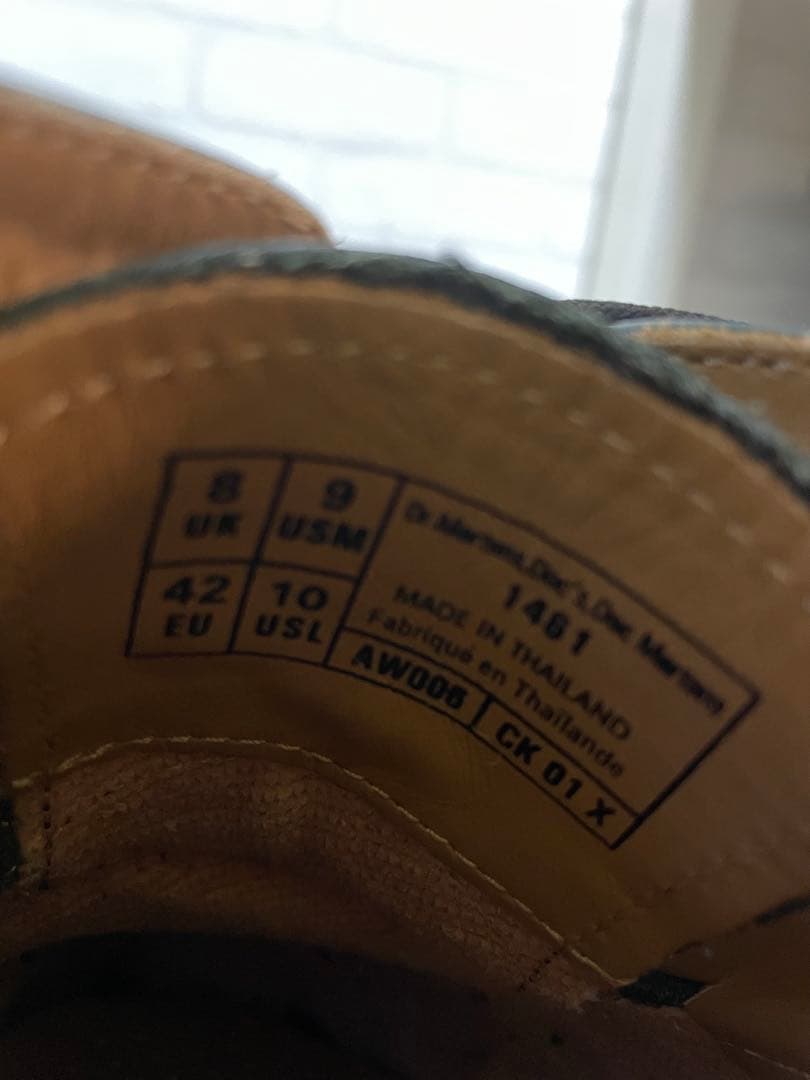 8 UK
9 USM
42 EU
10 USL
Dr. Martens, Doc's, Doc Martens
1461
MADE IN THAILAND
Fabriqué en Thaïlande
AW006 CK 01 X